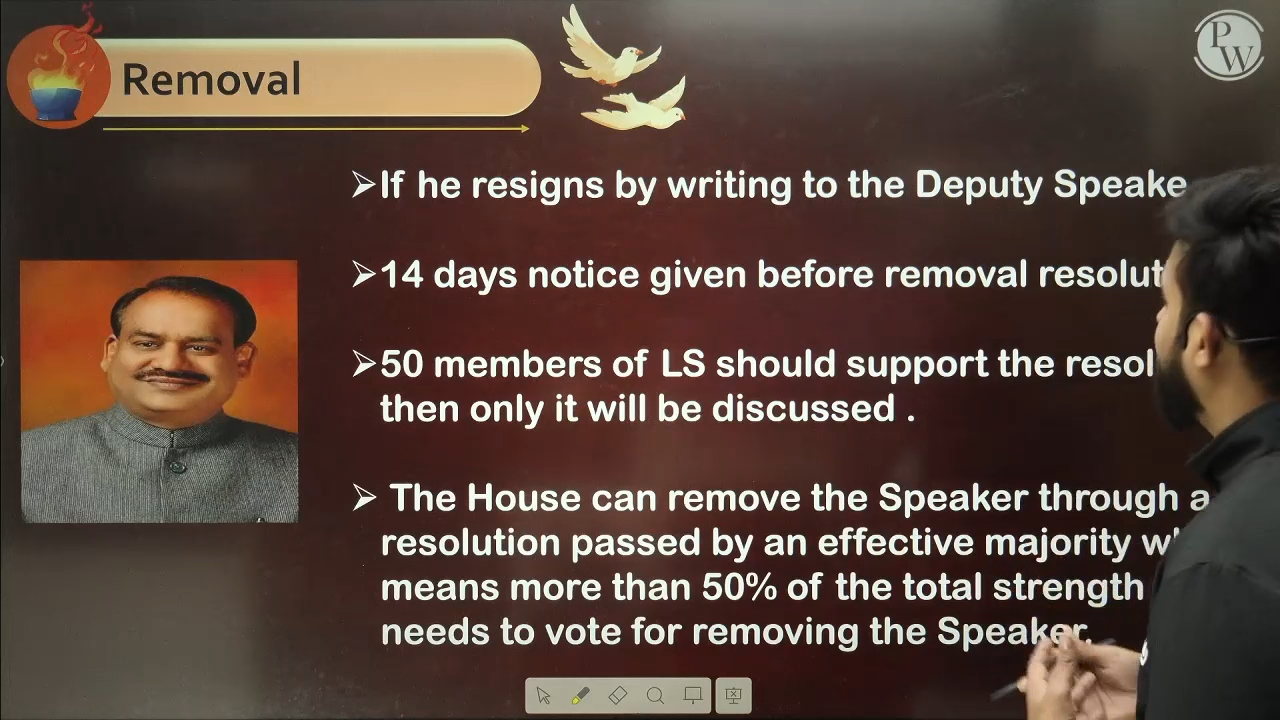 PW
Removal
➢If he resigns by writing to the Deputy Speake
➢14 days notice given before removal
➢50 members of LS should support the
then only it will be discussed .
➢ The House can remove the Speaker through a
resolution passed by an effective majority
means more than 50% of the total strength
needs to vote for removing the Speaker.